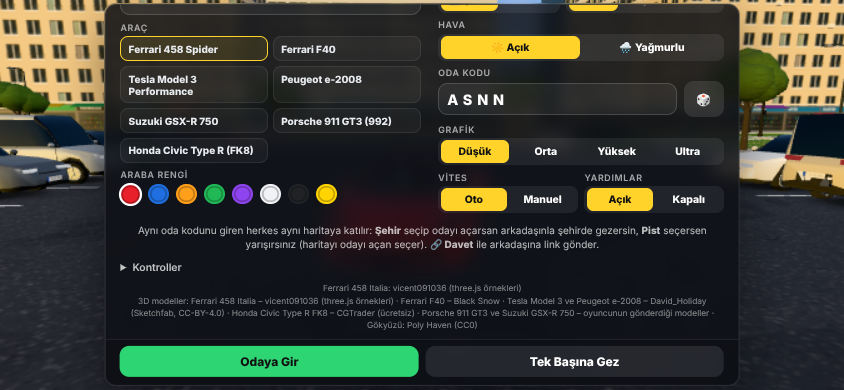 ARAÇ
Ferrari 458 Spider
Ferrari F40
Tesla Model 3
Performance
Peugeot e-2008
Suzuki GSX-R 750
Porsche 911 GT3 (992)
Honda Civic Type R (FK8)
ARABA RENGİ
HAVA
☀️ Açık
🌧️ Yağmurlu
ODA KODU
ASNN
GRAFİK
Düşük
Orta
Yüksek
Ultra
VİTES
Oto
Manuel
YARDIMLAR
Açık
Kapalı
Aynı oda kodunu giren herkes aynı haritaya katılır: Şehir seçip odayı açarsan arkadaşınla şehirde gezersin, Pist seçersen
yarışırsınız (haritayı odayı açan seçer). 🔗 Davet ile arkadaşına link gönder.
▶ Kontroller
Ferrari 458 Italia: vicent091036 (three.js örnekleri)
3D modeller: Ferrari 458 Italia – vicent091036 (three.js örnekleri) · Ferrari F40 – Black Snow · Tesla Model 3 ve Peugeot e-2008 – David_Holiday
(Sketchfab, CC-BY-4.0) · Honda Civic Type R FK8 – CGTrader (ücretsiz) · Porsche 911 GT3 ve Suzuki GSX-R 750 – oyuncunun gönderdiği modeller ·
Gökyüzü: Poly Haven (CC0)
Odaya Gir
Tek Başına Gez